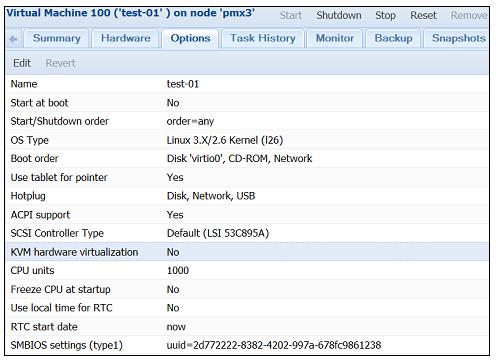 Virtual Machine 100 ('test-01' ) on node 'pmx3' Start Shutdown Stop Reset Remove
Summary Hardware Options Task History Monitor Backup Snapshots
Edit Revert
Name test-01
Start at boot No
Start/Shutdown order order=any
OS Type Linux 3.X/2.6 Kernel (l26)
Boot order Disk 'virtio0', CD-ROM, Network
Use tablet for pointer Yes
Hotplug Disk, Network, USB
ACPI support Yes
SCSI Controller Type Default (LSI 53C895A)
KVM hardware virtualization No
CPU units 1000
Freeze CPU at startup No
Use local time for RTC No
RTC start date now
SMBIOS settings (type1) uuid=2d772222-8382-4202-997a-678fc9861238